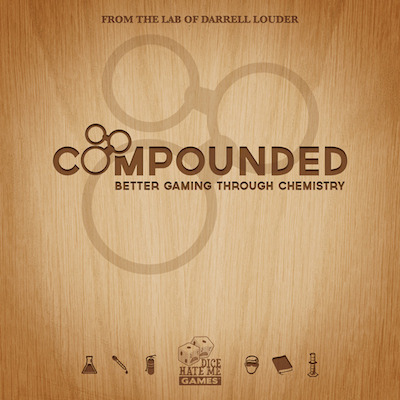 FROM THE LAB OF DARRELL LOUDER
COMPOUNDED
BETTER GAMING THROUGH CHEMISTRY
DICE
HATE ME
GAMES